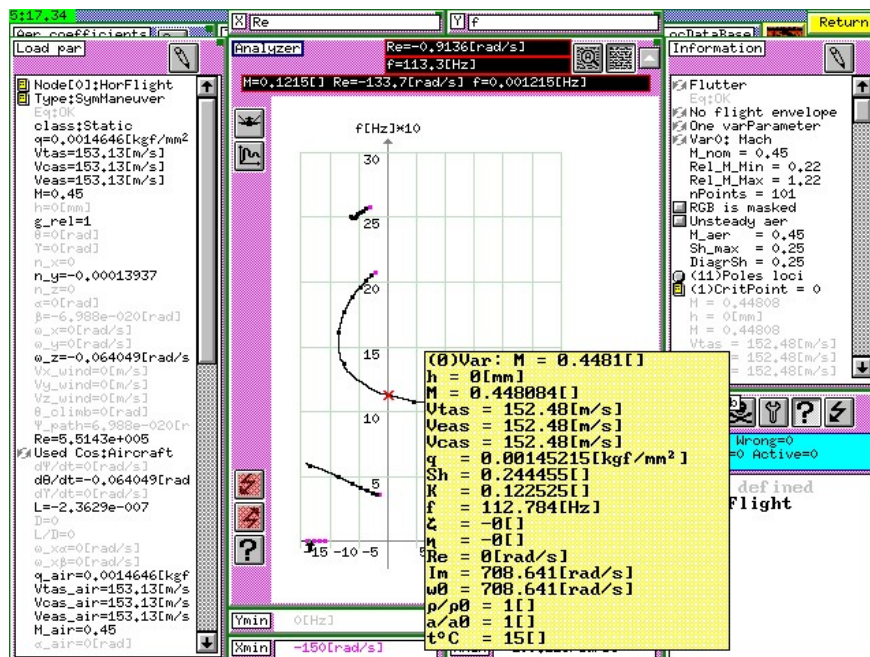 5:17.34
X Re
Y f
Return
Aer coefficients
ocDataBase
Load par
Node[0]:HorFlight
Type:SymManeuver
Eq:OK
class:Static
q=0.0014646[kgf/mm²
Vtas=153.13[m/s]
Vcas=153.13[m/s]
Veas=153.13[m/s]
M=0.45
h=0[mm]
g_rel=1
θ=0[rad]
ϒ=0[rad]
n_x=0
n_y=-0.00013937
n_z=0
α=0[rad]
β=-6.988e-020[rad]
ω_x=0[rad/s]
ω_y=0[rad/s]
ω_z=-0.064049[rad/s
Vx_wind=0[m/s]
Vy_wind=0[m/s]
Vz_wind=0[m/s]
θ_climb=0[rad]
Ψ_path=6.988e-020[r
Re=5.5143e+005
Used Cos:Aircraft
dϑ/dt=-0.064049[rad
L=-2.3629e-007
D=0
L/D=0
ω_xα=0[rad/s]
ω_xβ=0[rad/s]
q_air=0.0014646[kgf
Vtas_air=153.13[m/s
Vcas_air=153.13[m/s
Veas_air=153.13[m/s
M_air=0.45
α_air=0[rad]
Analyzer
Re=-0.9136[rad/s]
f=113.3[Hz]
M=0.1215[] Re=-133.7[rad/s] f=0.001215[Hz]
f[Hz]*10
30
25
20
15
10
5
-15 -10 -5
Ymin
0[Hz]
Xmin
-150[rad/s]
(0)Var: M = 0.4481[]
h = 0[mm]
M = 0.448084[]
Vtas = 152.48[m/s]
Veas = 152.48[m/s]
Vcas = 152.48[m/s]
q = 0.00145215[kgf/mm²]
Sh = 0.244455[]
K = 0.122525[]
f = 112.784[Hz]
ζ = -0[]
η = -0[]
Re = 0[rad/s]
Im = 708.641[rad/s]
ω0 = 708.641[rad/s]
ρ/ρ0 = 1[]
a/a0 = 1[]
t°C = 15[]
Information
Flutter
Eq:OK
No flight envelope
One varParameter
Var0: Mach
M_nom = 0.45
Rel_M_Min = 0.22
Rel_M_Max = 1.22
nPoints = 101
RGB is masked
Unsteady aer
M_aer = 0.45
Sh_max = 0.25
DiagrSh = 0.25
(11)Poles loci
(1)CritPoint = 0
M = 0.44808
h = 0[mm]
M = 0.44808
Vtas = 152.48[m/s]
= 152.48[m/s]
= 152.48[m/s]
Wrong=0
=0 Active=0
defined
Flight